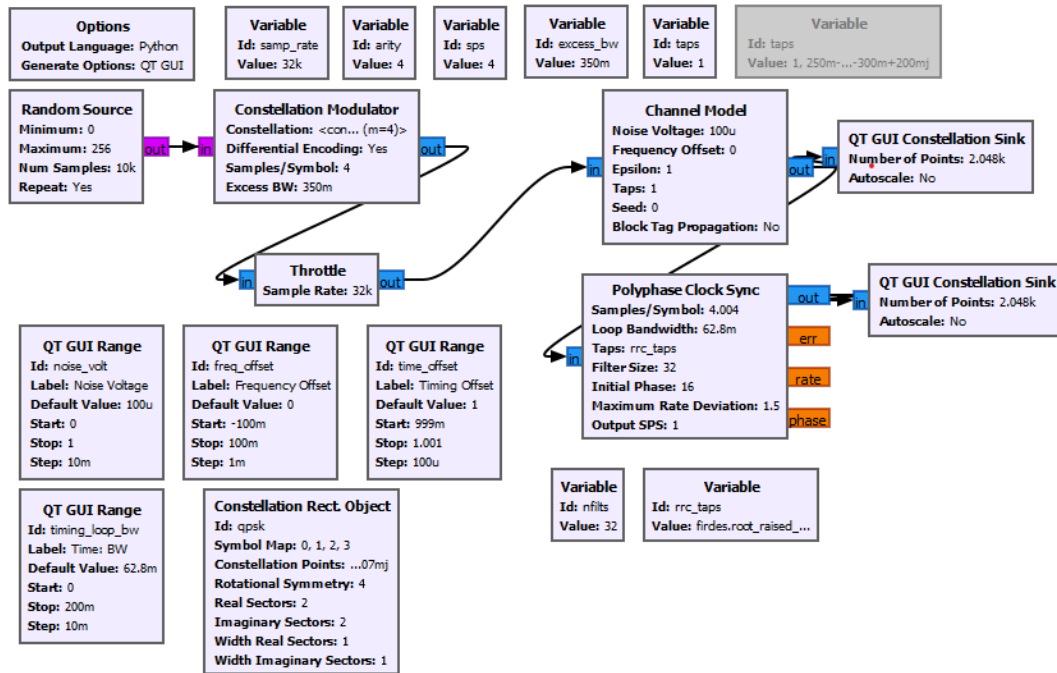 Options
Output Language: Python
Generate Options: QT GUI
Variable
Id: samp_rate
Value: 32k
Variable
Id: arity
Value: 4
Variable
Id: sps
Value: 4
Variable
Id: excess_bw
Value: 350m
Variable
Id: taps
Value: 1
Variable
Id: taps
Value: 1, 250m-...-300m+200mj
Random Source
Minimum: 0
Maximum: 256
Num Samples: 10k
Repeat: Yes
out
in
Constellation Modulator
Constellation: <con... (m=4)>
Differential Encoding: Yes
Samples/Symbol: 4
Excess BW: 350m
out
in
Channel Model
Noise Voltage: 100u
Frequency Offset: 0
Epsilon: 1
Taps: 1
Seed: 0
Block Tag Propagation: No
out
in
QT GUI Constellation Sink
Number of Points: 2.048k
Autoscale: No
in
Throttle
Sample Rate: 32k
out
in
Polyphase Clock Sync
Samples/Symbol: 4.004
Loop Bandwidth: 62.8m
Taps: rrc_taps
Filter Size: 32
Initial Phase: 16
Maximum Rate Deviation: 1.5
Output SPS: 1
out
err
rate
phase
in
QT GUI Constellation Sink
Number of Points: 2.048k
Autoscale: No
QT GUI Range
Id: noise_volt
Label: Noise Voltage
Default Value: 100u
Start: 0
Stop: 1
Step: 10m
QT GUI Range
Id: freq_offset
Label: Frequency Offset
Default Value: 0
Start: -100m
Stop: 100m
Step: 1m
QT GUI Range
Id: time_offset
Label: Timing Offset
Default Value: 1
Start: 999m
Stop: 1.001
Step: 100u
Variable
Id: nfilts
Value: 32
Variable
Id: rrc_taps
Value: firdes.root_raised_...
QT GUI Range
Id: timing_loop_bw
Label: Time: BW
Default Value: 62.8m
Start: 0
Stop: 200m
Step: 10m
Constellation Rect. Object
Id: qpsk
Symbol Map: 0, 1, 2, 3
Constellation Points: ...07mj
Rotational Symmetry: 4
Real Sectors: 2
Imaginary Sectors: 2
Width Real Sectors: 1
Width Imaginary Sectors: 1